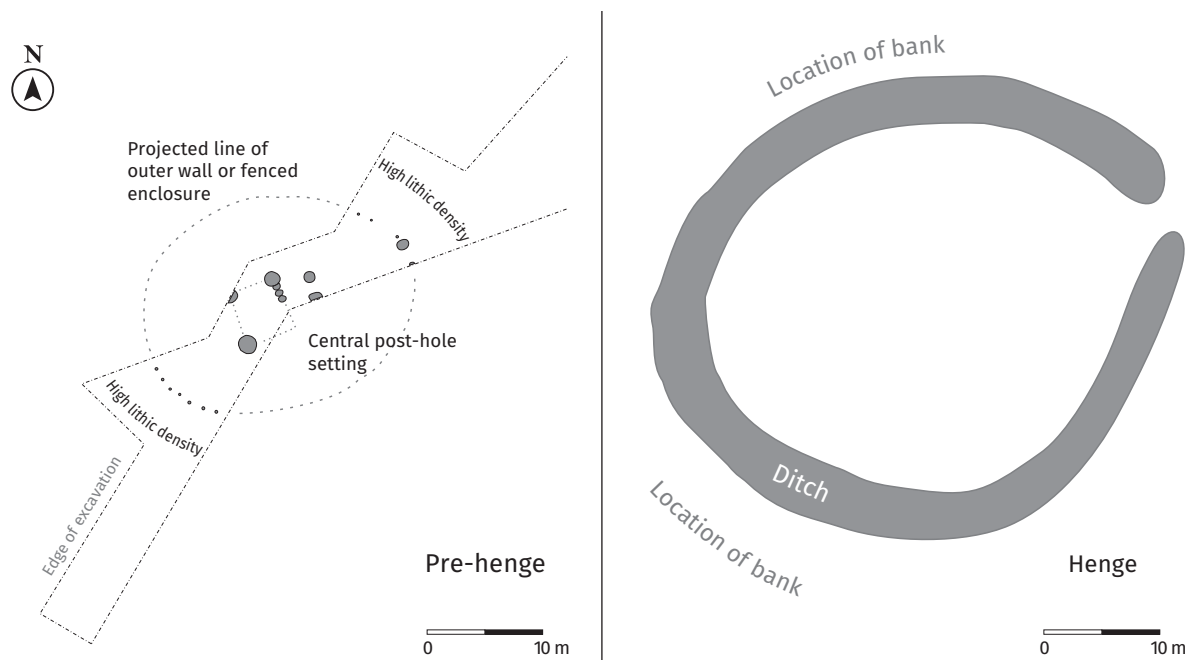 N
Projected line of
outer wall or fenced
enclosure
High lithic density
Central post-hole
setting
High lithic density
Edge of excavation
Pre-henge
0 10 m
Location of bank
Ditch
Location of bank
Henge
0 10 m